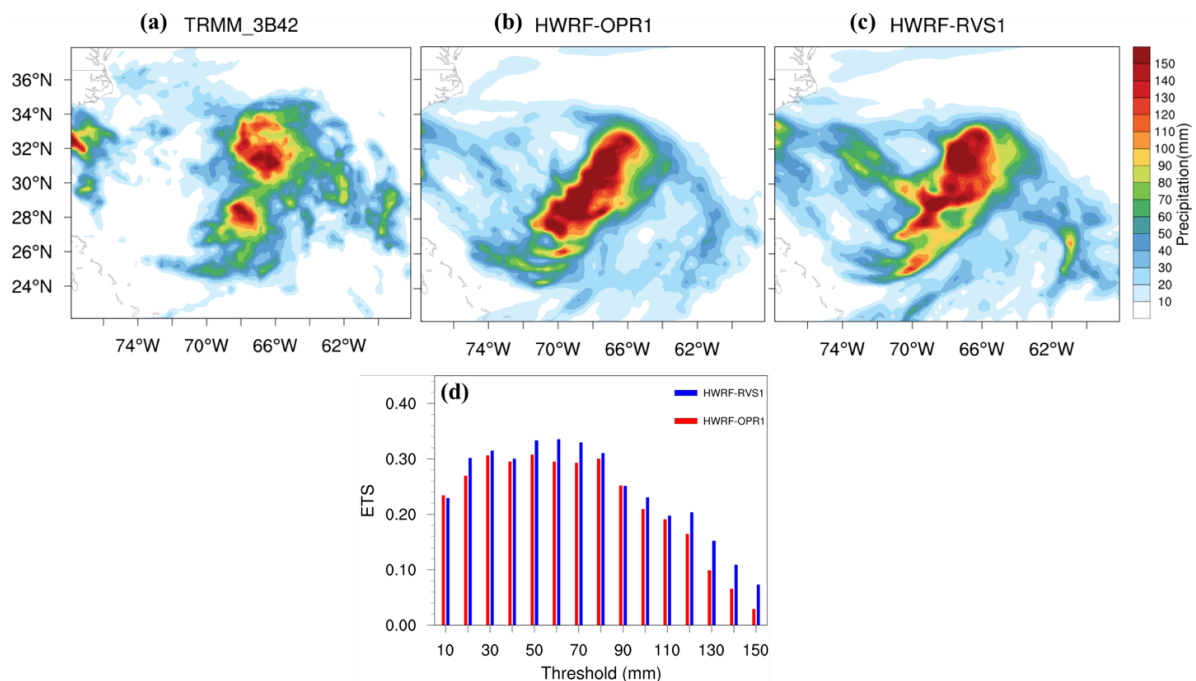 (a) TRMM_3B42
(b) HWRF-OPR1
(c) HWRF-RVS1
36°N
34°N
32°N
30°N
28°N
26°N
24°N
74°W 70°W 66°W 62°W
74°W 70°W 66°W 62°W
74°W 70°W 66°W 62°W
150
140
130
120
110
100
90
80
70
60
50
40
30
20
10
Precipitation(mm)
(d)
HWRF-RVS1
HWRF-OPR1
ETS
0.40
0.30
0.20
0.10
0.00
10 30 50 70 90 110 130 150
Threshold (mm)